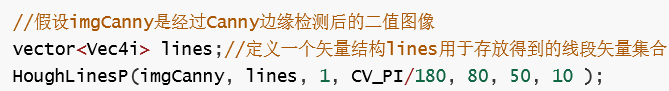 //假设imgCanny是经过Canny边缘检测后的二值图像
vector<Vec4i> lines;//定义一个矢量结构lines用于存放得到的线段矢量集合
HoughLinesP(imgCanny, lines, 1, CV_PI/180, 80, 50, 10 );